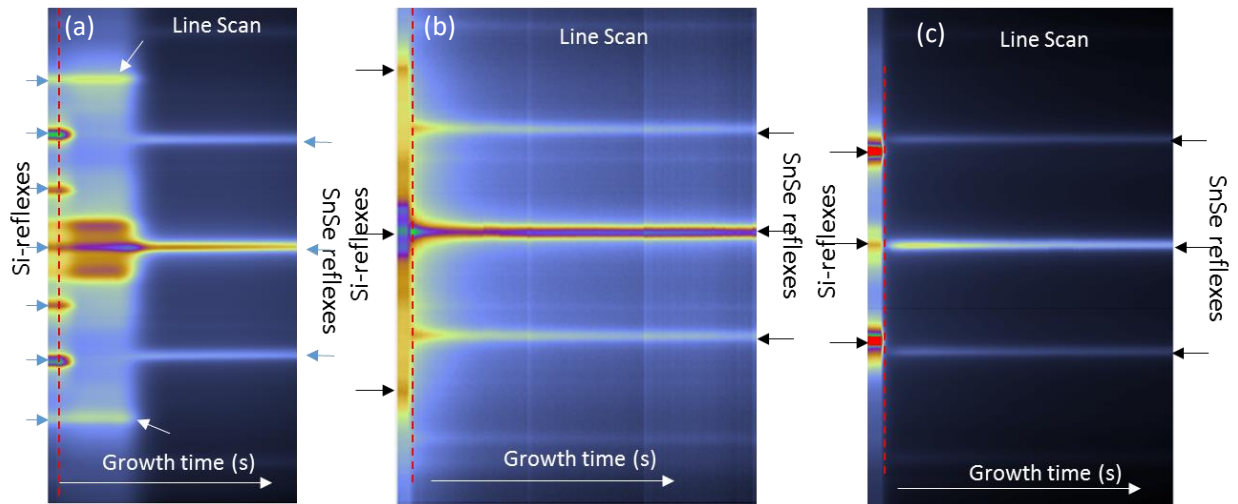 (a)
Line Scan
Si-reflexes
SnSe reflexes
Growth time (s)
(b)
Line Scan
Si-reflexes
SnSe reflexes
Growth time (s)
(c)
Line Scan
Si-reflexes
SnSe reflexes
Growth time (s)